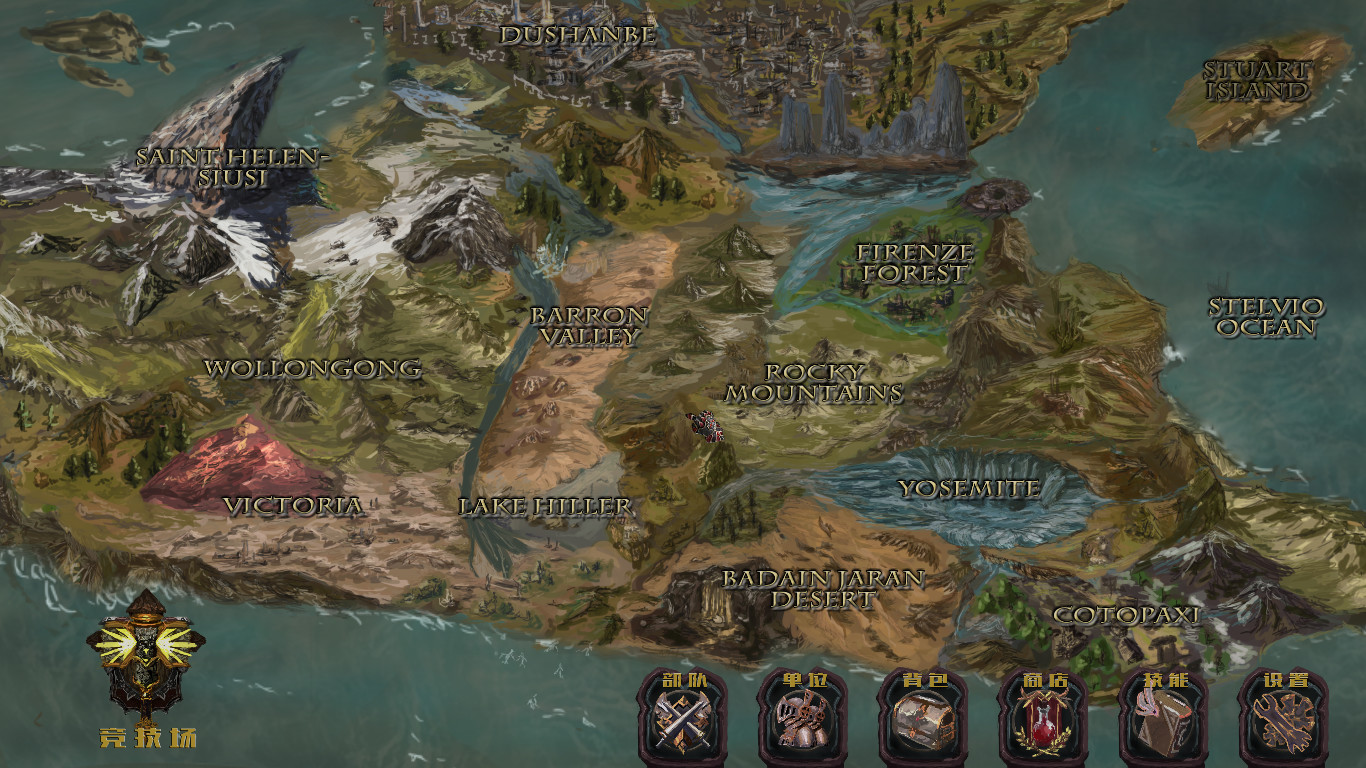 DUSHANBE
STUART
ISLAND
SAINT HELEN-
SIUSI
FIRENZE
FOREST
STELVIO
OCEAN
BARRON
VALLEY
WOLLONGONG
ROCKY
MOUNTAINS
YOSEMITE
VICTORIA
LAKE HILLER
BADAIN JARAN
DESERT
COTOPAXI
竞技场
部队
单位
背包
商店
技能
设置